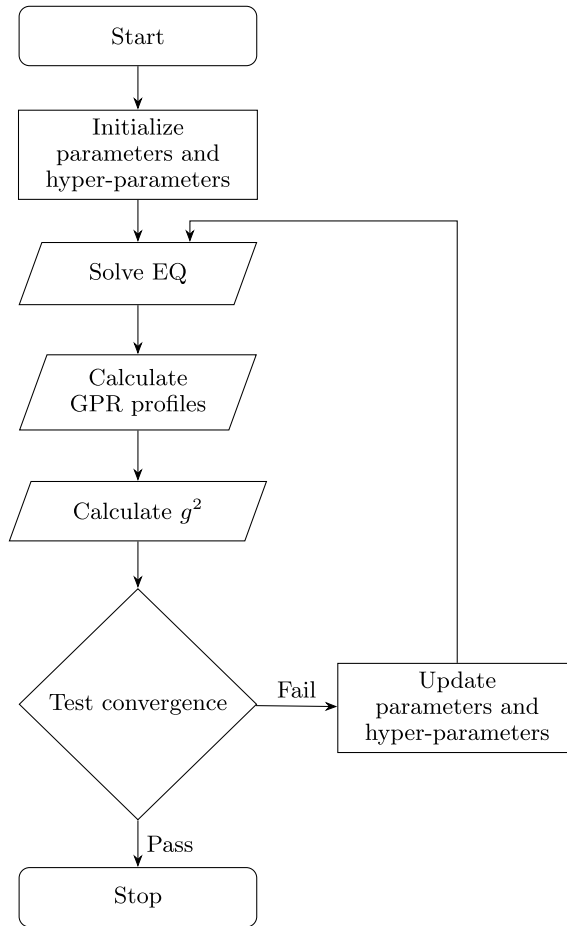 Start
Initialize
parameters and
hyper-parameters
Solve EQ
Calculate
GPR profiles
Calculate g²
Test convergence
Fail
Update
parameters and
hyper-parameters
Pass
Stop